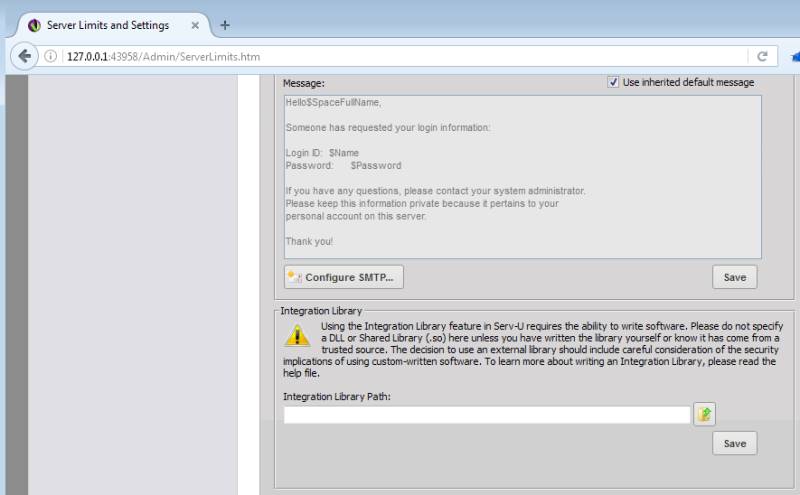 Server Limits and Settings
127.0.0.1:43958/Admin/ServerLimits.htm
Message:
Use inherited default message
Hello$SpaceFullName,
Someone has requested your login information:
Login ID: $Name
Password: $Password
If you have any questions, please contact your system administrator.
Please keep this information private because it pertains to your
personal account on this server.
Thank you!
Configure SMTP...
Save
Integration Library
Using the Integration Library feature in Serv-U requires the ability to write software. Please do not specify
a DLL or Shared Library (.so) here unless you have written the library yourself or know it has come from a
trusted source. The decision to use an external library should include careful consideration of the security
implications of using custom-written software. To learn more about writing an Integration Library, please read the
help file.
Integration Library Path:
Save